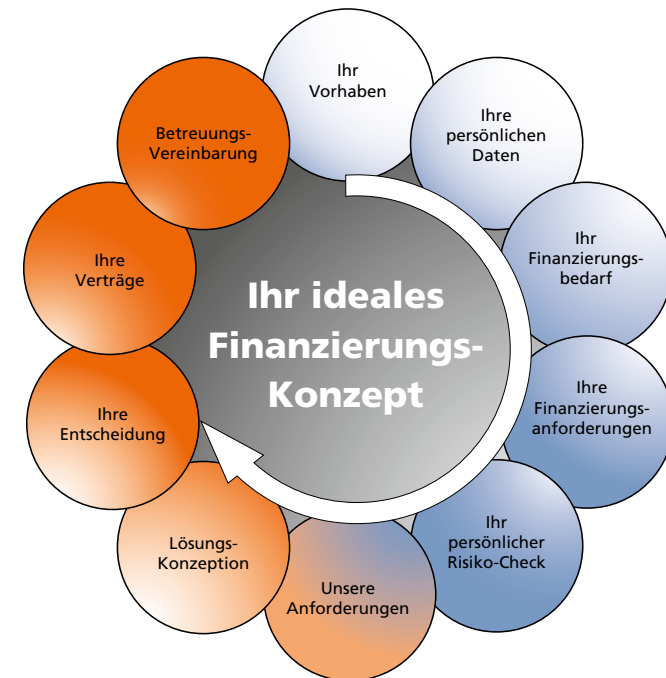 Ihr
Vorhaben
Ihre
persönlichen
Daten
Ihr
Finanzierungs-
bedarf
Ihre
Finanzierungs-
anforderungen
Ihr
persönlicher
Risiko-Check
Unsere
Anforderungen
Lösungs-
Konzeption
Ihre
Entscheidung
Ihre
Verträge
Betreuungs-
Vereinbarung
Ihr ideales
Finanzierungs-
Konzept